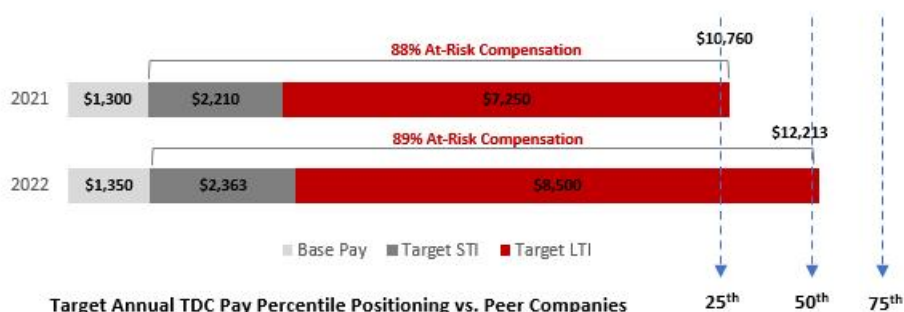 $10,760
88% At-Risk Compensation
2021 $1,300 $2,210 $7,250
$12,213
89% At-Risk Compensation
2022 $1,350 $2,363 $8,500
Base Pay Target STI Target LTI
Target Annual TDC Pay Percentile Positioning vs. Peer Companies 25th 50th 75th